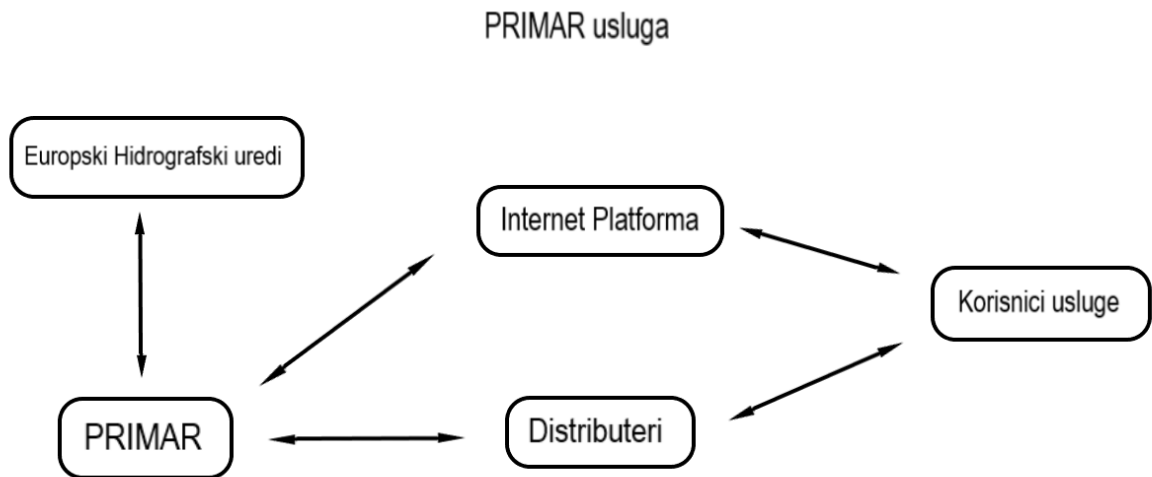 PRIMAR usluga
Europski Hidrografski uredi
Internet Platforma
Korisnici usluge
PRIMAR
Distributeri